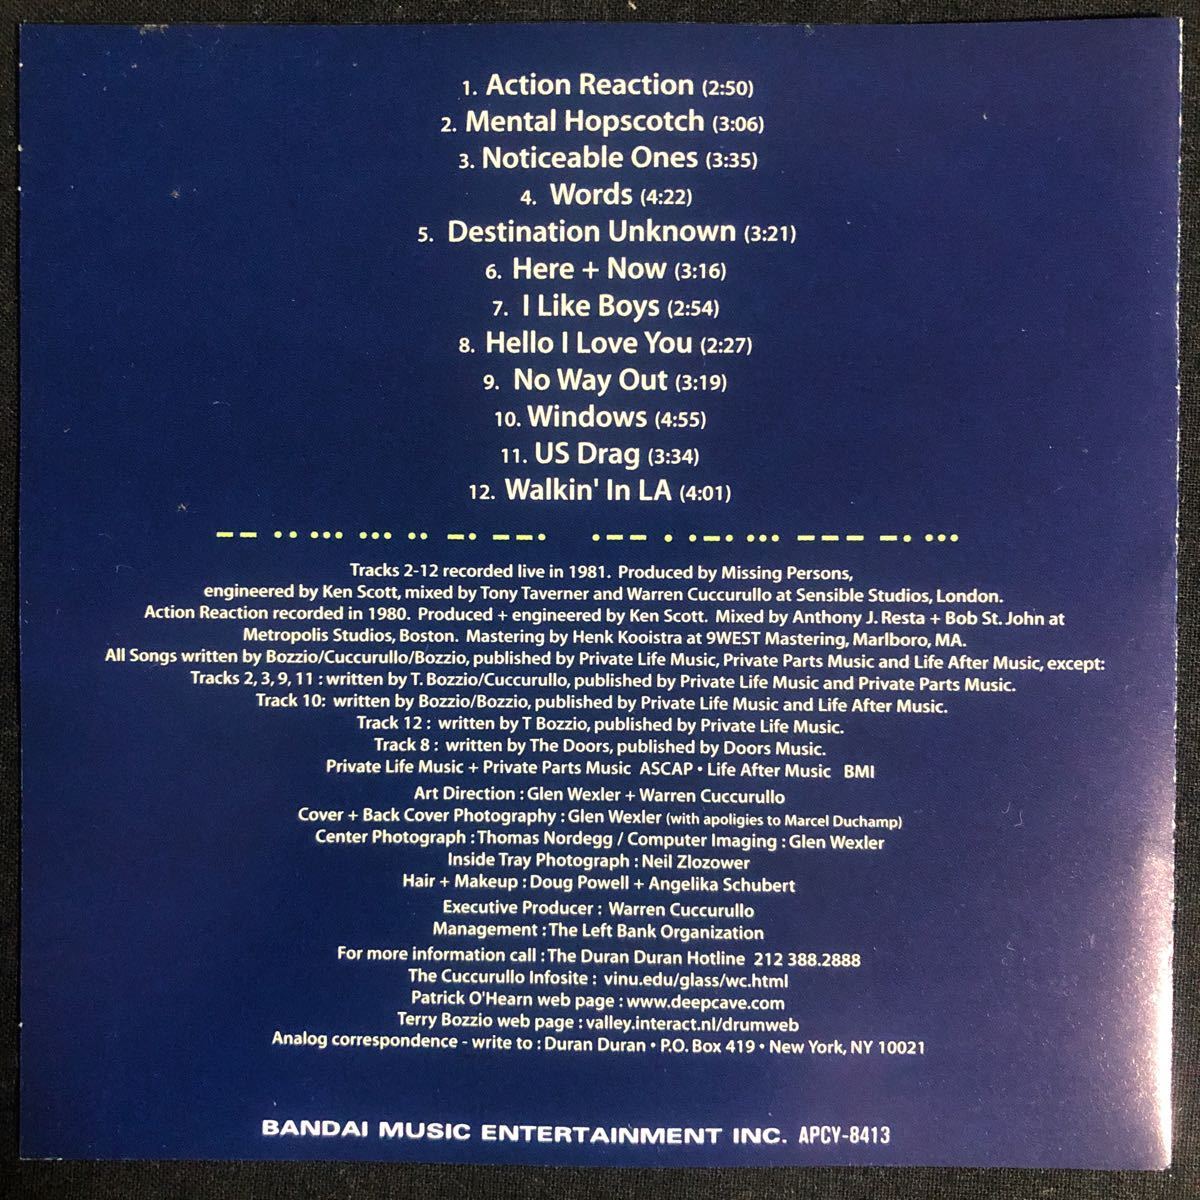 1. Action Reaction (2:50)
2. Mental Hopscotch (3:06)
3. Noticeable Ones (3:35)
4. Words (4:22)
5. Destination Unknown (3:21)
6. Here + Now (3:16)
7. I Like Boys (2:54)
8. Hello I Love You (2:27)
9. No Way Out (3:19)
10. Windows (4:55)
11. US Drag (3:34)
12. Walkin' In LA (4:01)
Tracks 2-12 recorded live in 1981. Produced by Missing Persons,
engineered by Ken Scott, mixed by Tony Taverner and Warren Cuccurullo at Sensible Studios, London.
Action Reaction recorded in 1980. Produced + engineered by Ken Scott. Mixed by Anthony J. Resta + Bob St. John at
Metropolis Studios, Boston. Mastering by Henk Kooistra at 9WEST Mastering, Marlboro, MA.
All Songs written by Bozzio/Cuccurullo/Bozzio, published by Private Life Music, Private Parts Music and Life After Music, except:
Tracks 2, 3, 9, 11 : written by T. Bozzio/Cuccurullo, published by Private Life Music and Private Parts Music.
Track 10: written by Bozzio/Bozzio, published by Private Life Music and Life After Music.
Track 12 : written by T Bozzio, published by Private Life Music.
Track 8 : written by The Doors, published by Doors Music.
Private Life Music + Private Parts Music ASCAP • Life After Music BMI
Art Direction : Glen Wexler + Warren Cuccurullo
Cover + Back Cover Photography : Glen Wexler (with apoligies to Marcel Duchamp)
Center Photograph : Thomas Nordegg / Computer Imaging : Glen Wexler
Inside Tray Photograph : Neil Zlozower
Hair + Makeup : Doug Powell + Angelika Schubert
Executive Producer : Warren Cuccurullo
Management : The Left Bank Organization
For more information call : The Duran Duran Hotline 212 388.2888
The Cuccurullo Infosite : vinu.edu/glass/wc.html
Patrick O'Hearn web page : www.deepcave.com
Terry Bozzio web page : valley.interact.nl/drumweb
Analog correspondence - write to : Duran Duran • P.O. Box 419 • New York, NY 10021
BANDAI MUSIC ENTERTAINMENT INC. APCY-8413